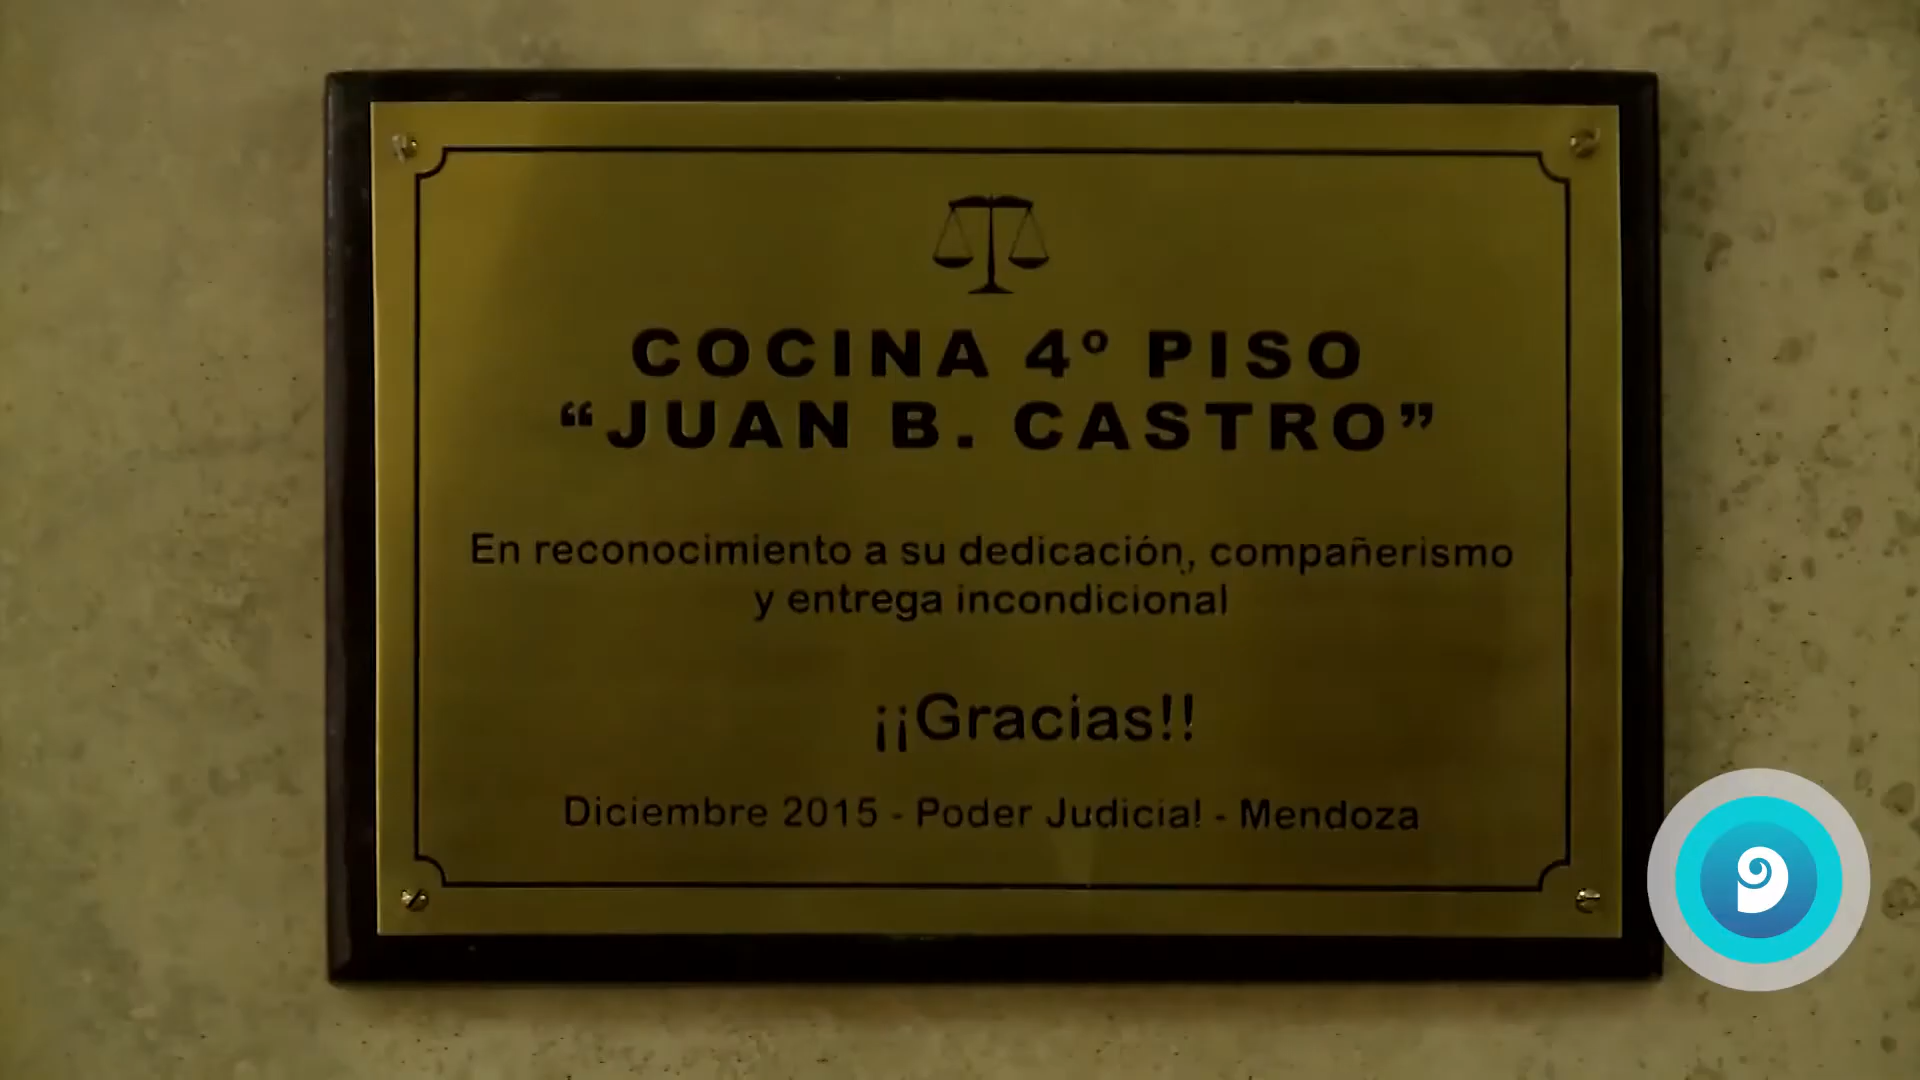 COCINA 4º PISO
“JUAN B. CASTRO”
En reconocimiento a su dedicación, compañerismo
y entrega incondicional
¡¡Gracias!!
Diciembre 2015 - Poder Judicial - Mendoza